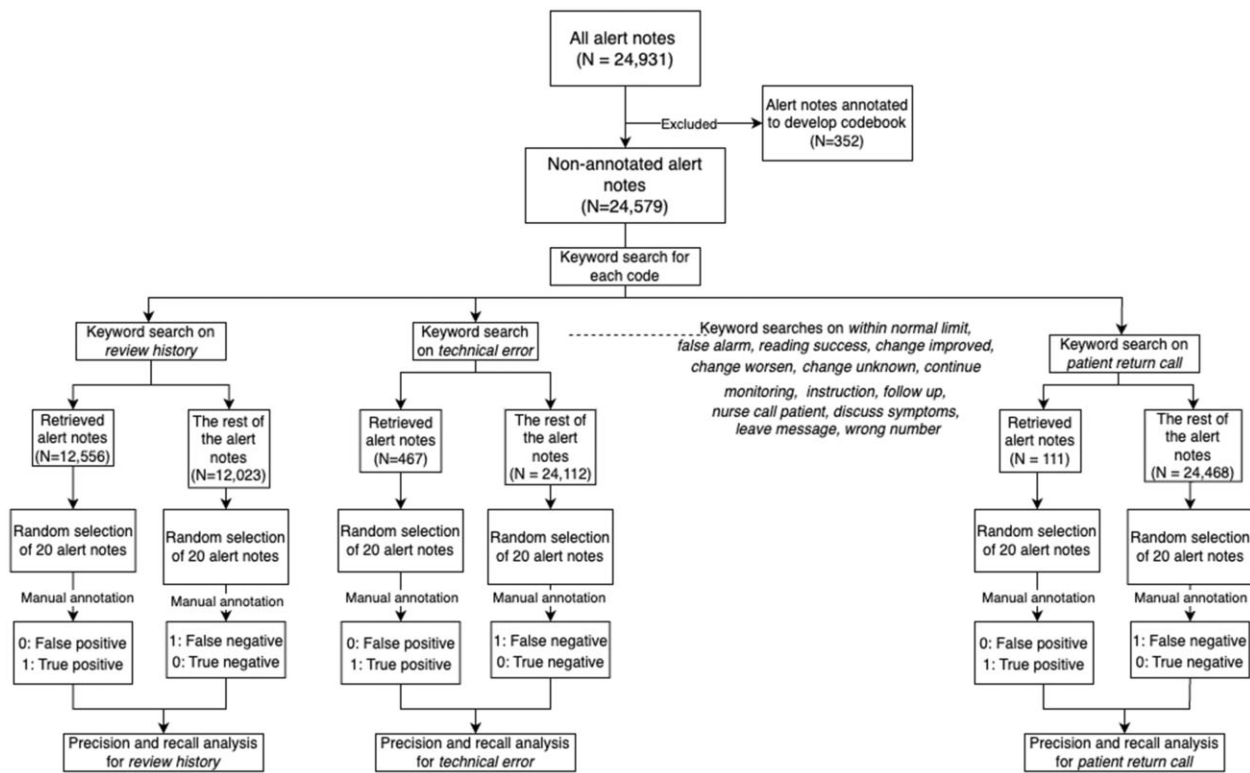 All alert notes
(N = 24,931)
Excluded
Alert notes annotated
to develop codebook
(N=352)
Non-annotated alert
notes
(N=24,579)
Keyword search for
each code
Keyword search on
review history
Keyword search
on technical error
Keyword searches on within normal limit,
false alarm, reading success, change improved,
change worsen, change unknown, continue
monitoring, instruction, follow up,
nurse call patient, discuss symptoms,
leave message, wrong number
Keyword search on
patient return call
Retrieved
alert notes
(N=12,556)
The rest of
the alert
notes
(N=12,023)
Retrieved
alert notes
(N=467)
The rest of
the alert
notes
(N = 24,112)
Retrieved
alert notes
(N = 111)
The rest of
the alert
notes
(N = 24,468)
Random selection
of 20 alert notes
Random selection
of 20 alert notes
Random selection
of 20 alert notes
Random selection
of 20 alert notes
Random selection
of 20 alert notes
Random selection
of 20 alert notes
Manual annotation
Manual annotation
Manual annotation
Manual annotation
Manual annotation
Manual annotation
0: False positive
1: True positive
1: False negative
0: True negative
0: False positive
1: True positive
1: False negative
0: True negative
0: False positive
1: True positive
1: False negative
0: True negative
Precision and recall analysis
for review history
Precision and recall analysis
for technical error
Precision and recall analysis
for patient return call